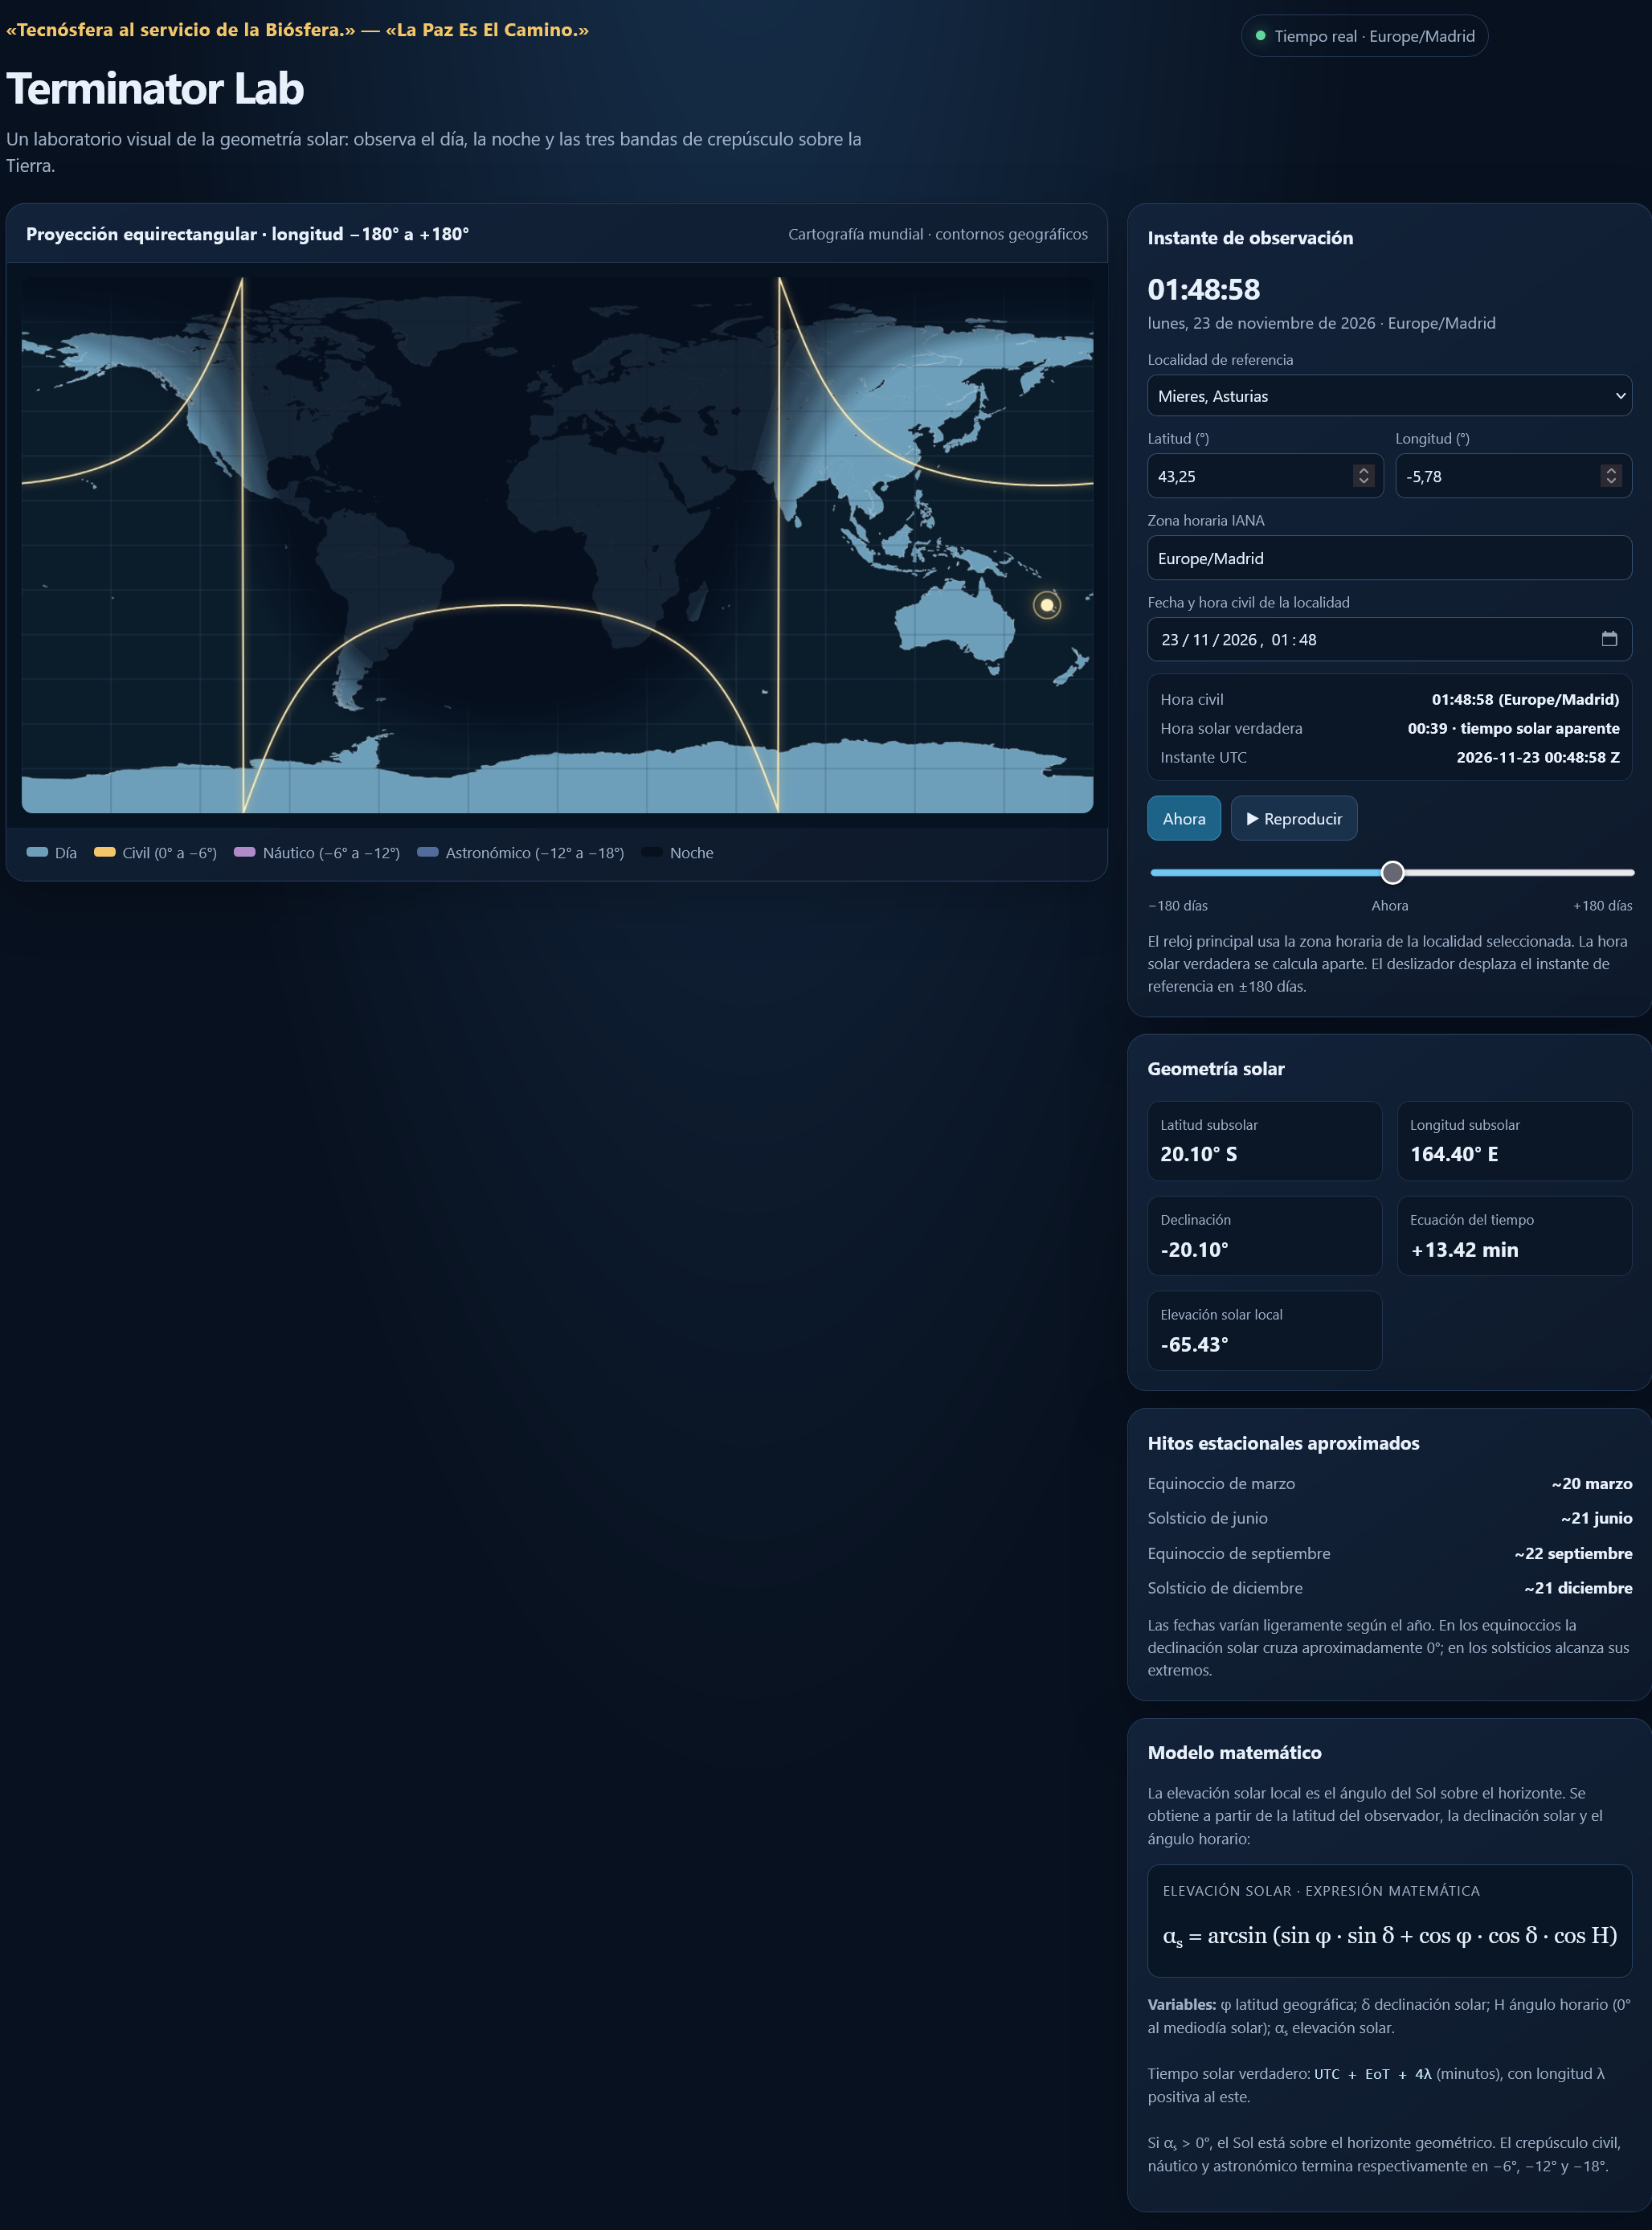 «Tecnósfera al servicio de la Biósfera.» — «La Paz Es El Camino.»
Tiempo real · Europe/Madrid
Terminator Lab
Un laboratorio visual de la geometría solar: observa el día, la noche y las tres bandas de crepúsculo sobre la
Tierra.
Proyección equirectangular · longitud −180° a +180°
Cartografía mundial · contornos geográficos
Día
Civil (0° a −6°)
Náutico (−6° a −12°)
Astronómico (−12° a −18°)
Noche
Instante de observación
01:48:58
lunes, 23 de noviembre de 2026 · Europe/Madrid
Localidad de referencia
Mieres, Asturias
Latitud (°)
Longitud (°)
43,25
-5,78
Zona horaria IANA
Europe/Madrid
Fecha y hora civil de la localidad
23/11/2026, 01:48
Hora civil
01:48:58 (Europe/Madrid)
Hora solar verdadera
00:39 · tiempo solar aparente
Instante UTC
2026-11-23 00:48:58 Z
Ahora
▶ Reproducir
−180 días
Ahora
+180 días
El reloj principal usa la zona horaria de la localidad seleccionada. La hora
solar verdadera se calcula aparte. El deslizador desplaza el instante de
referencia en ±180 días.
Geometría solar
Latitud subsolar
20.10° S
Longitud subsolar
164.40° E
Declinación
-20.10°
Ecuación del tiempo
+13.42 min
Elevación solar local
-65.43°
Hitos estacionales aproximados
Equinoccio de marzo
~20 marzo
Solsticio de junio
~21 junio
Equinoccio de septiembre
~22 septiembre
Solsticio de diciembre
~21 diciembre
Las fechas varían ligeramente según el año. En los equinoccios la
declinación solar cruza aproximadamente 0°; en los solsticios alcanza sus
extremos.
Modelo matemático
La elevación solar local es el ángulo del Sol sobre el horizonte. Se
obtiene a partir de la latitud del observador, la declinación solar y el
ángulo horario:
ELEVACIÓN SOLAR · EXPRESIÓN MATEMÁTICA
αₛ = arcsin (sin φ · sin δ + cos φ · cos δ · cos H)
Variables: φ latitud geográfica; δ declinación solar; H ángulo horario (0°
al mediodía solar); αₛ elevación solar.
Tiempo solar verdadero: UTC + EoT + 4λ (minutos), con longitud λ
positiva al este.
Si αₛ > 0°, el Sol está sobre el horizonte geométrico. El crepúsculo civil,
náutico y astronómico termina respectivamente en −6°, −12° y −18°.